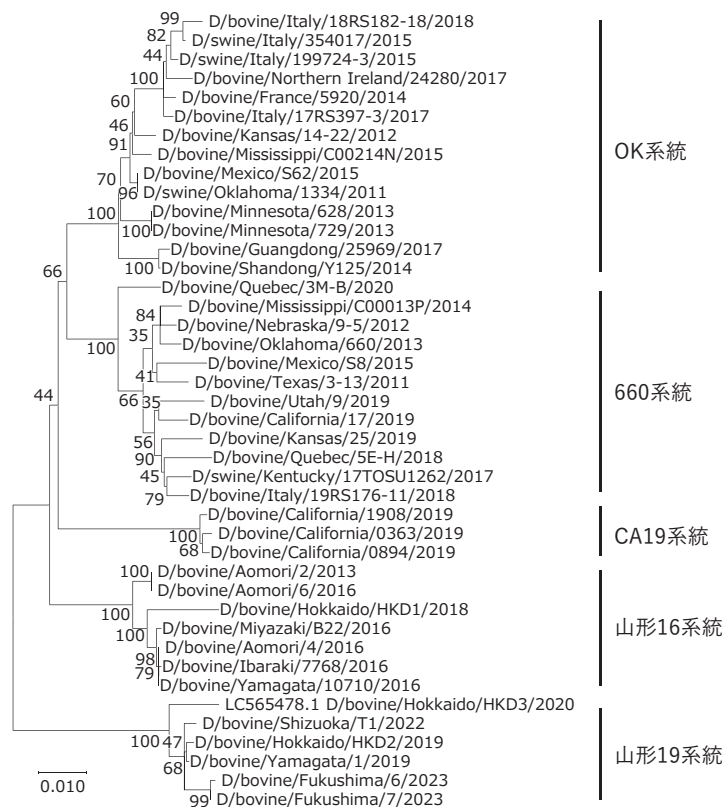 99
D/bovine/Italy/18RS182-18/2018
82
D/swine/Italy/354017/2015
D/swine/Italy/199724-3/2015
44
D/bovine/Northern Ireland/24280/2017
100
D/bovine/France/5920/2014
60
D/bovine/Italy/17RS397-3/2017
46
D/bovine/Kansas/14-22/2012
91
D/bovine/Mississippi/C00214N/2015
OK系統
D/bovine/Mexico/S62/2015
70
96
D/swine/Oklahoma/1334/2011
D/bovine/Minnesota/628/2013
100
100
D/bovine/Minnesota/729/2013
D/bovine/Guangdong/25969/2017
100
D/bovine/Shandong/Y125/2014
66
D/bovine/Quebec/3M-B/2020
D/bovine/Mississippi/C00013P/2014
84
D/bovine/Nebraska/9-5/2012
35
D/bovine/Oklahoma/660/2013
100
D/bovine/Mexico/S8/2015
41
D/bovine/Texas/3-13/2011
660系統
66
35
D/bovine/Utah/9/2019
44
D/bovine/California/17/2019
56
D/bovine/Kansas/25/2019
90
D/bovine/Quebec/5E-H/2018
45
D/swine/Kentucky/17TOSU1262/2017
79
D/bovine/Italy/19RS176-11/2018
D/bovine/California/1908/2019
100
D/bovine/California/0363/2019
CA19系統
68
D/bovine/California/0894/2019
100
D/bovine/Aomori/2/2013
D/bovine/Aomori/6/2016
100
D/bovine/Hokkaido/HKD1/2018
100
D/bovine/Miyazaki/B22/2016
山形16系統
D/bovine/Aomori/4/2016
98
D/bovine/Ibaraki/7768/2016
79
D/bovine/Yamagata/10710/2016
LC565478.1 D/bovine/Hokkaido/HKD3/2020
D/bovine/Shizuoka/T1/2022
100
47
D/bovine/Hokkaido/HKD2/2019
山形19系統
68
D/bovine/Yamagata/1/2019
D/bovine/Fukushima/6/2023
99
D/bovine/Fukushima/7/2023
0.010